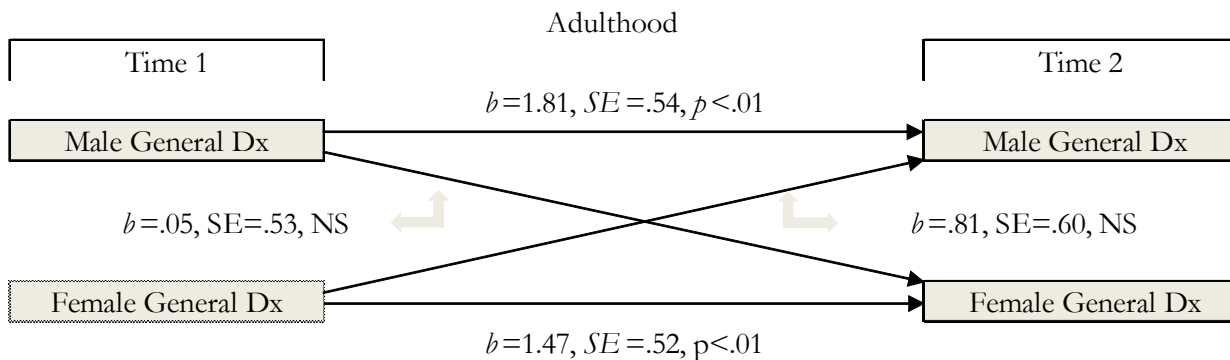 Adulthood
Time 1
Time 2
b=1.81, SE=.54, p<.01
Male General Dx
Male General Dx
b=.05, SE=.53, NS
b=.81, SE=.60, NS
Female General Dx
Female General Dx
b=1.47, SE=.52, p<.01